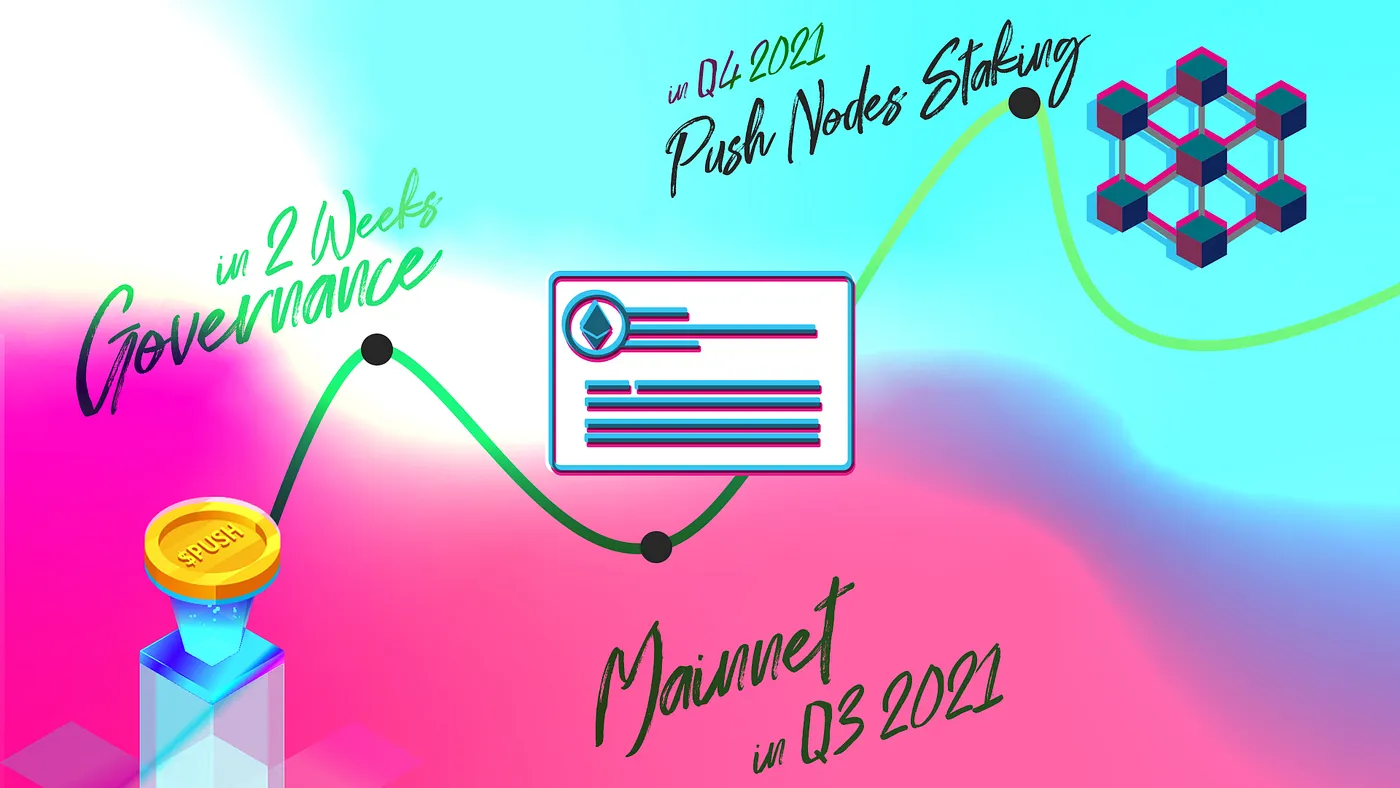 in Q4 2021
Push Nodes Staking
in 2 Weeks
Governance
$PUSH
Mainnet
in Q3 2021